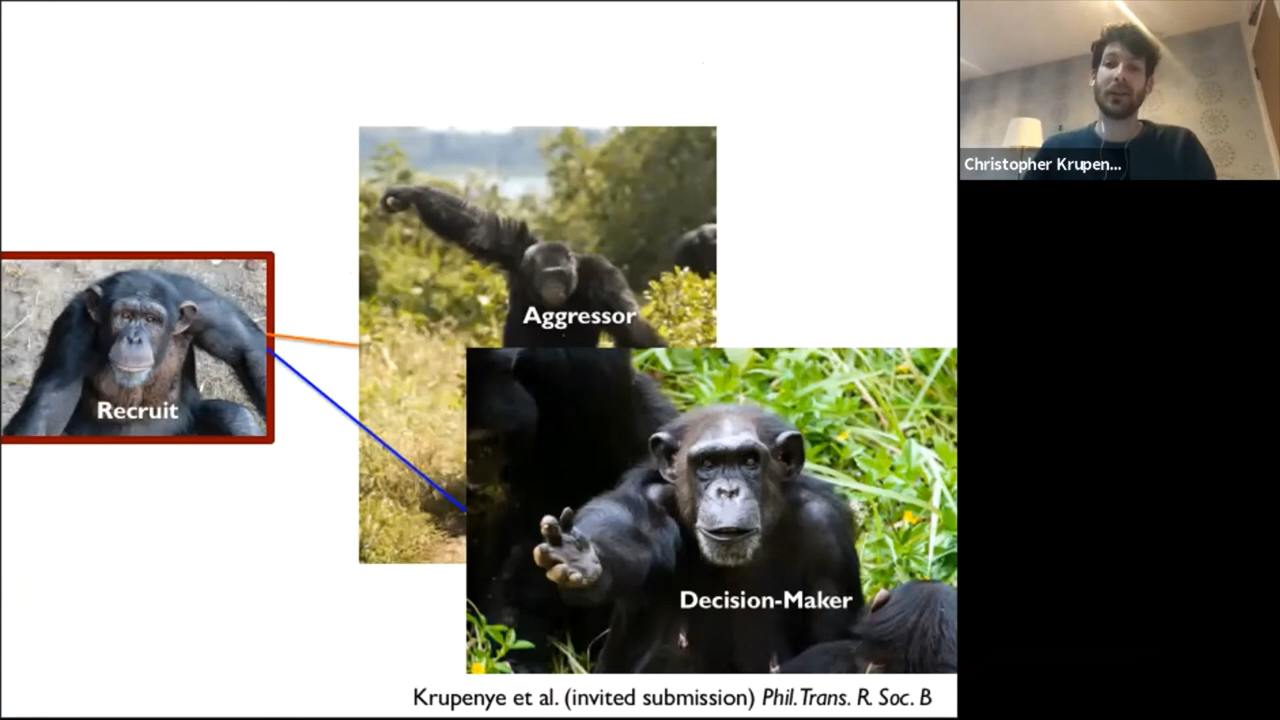 Christopher Krupen...
Aggressor
Recruit
Decision-Maker
Krupenye et al. (invited submission) Phil. Trans. R. Soc. B